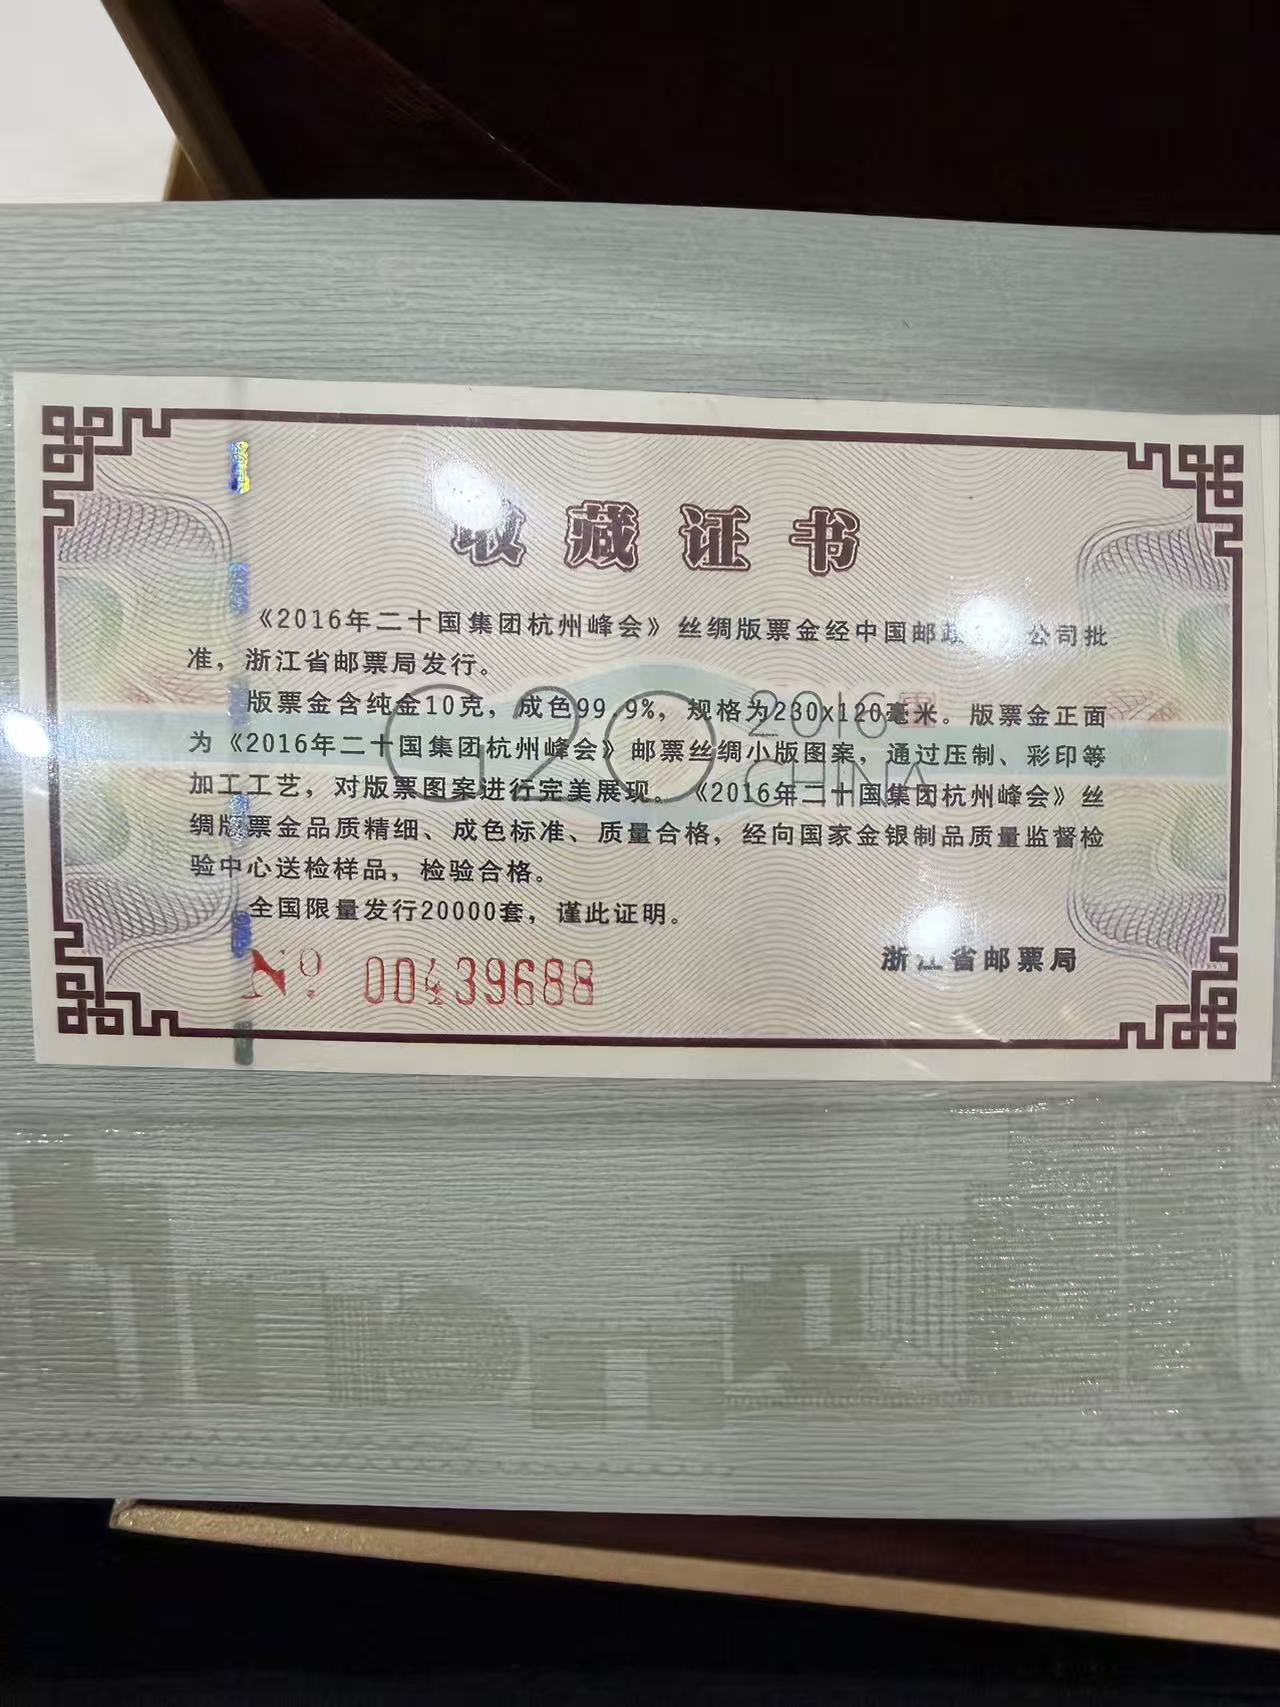 收藏证书
《2016年二十国集团杭州峰会》丝绸版票金经中国邮政 公司批
准，浙江省邮票局发行。
版票金含纯金10克，成色99.9%，规格为230x120毫米。版票金正面
为《2016年二十国集团杭州峰会》邮票丝绸小版图案，通过压制、彩印等
加工工艺，对版票图案进行完美展现。《2016年二十国集团杭州峰会》丝
绸版票金品质精细、成色标准、质量合格，经向国家金银制品质量监督检
验中心送检样品，检验合格。
全国限量发行20000套，谨此证明。
G20 2016 CHINA
浙江省邮票局
No 00439688